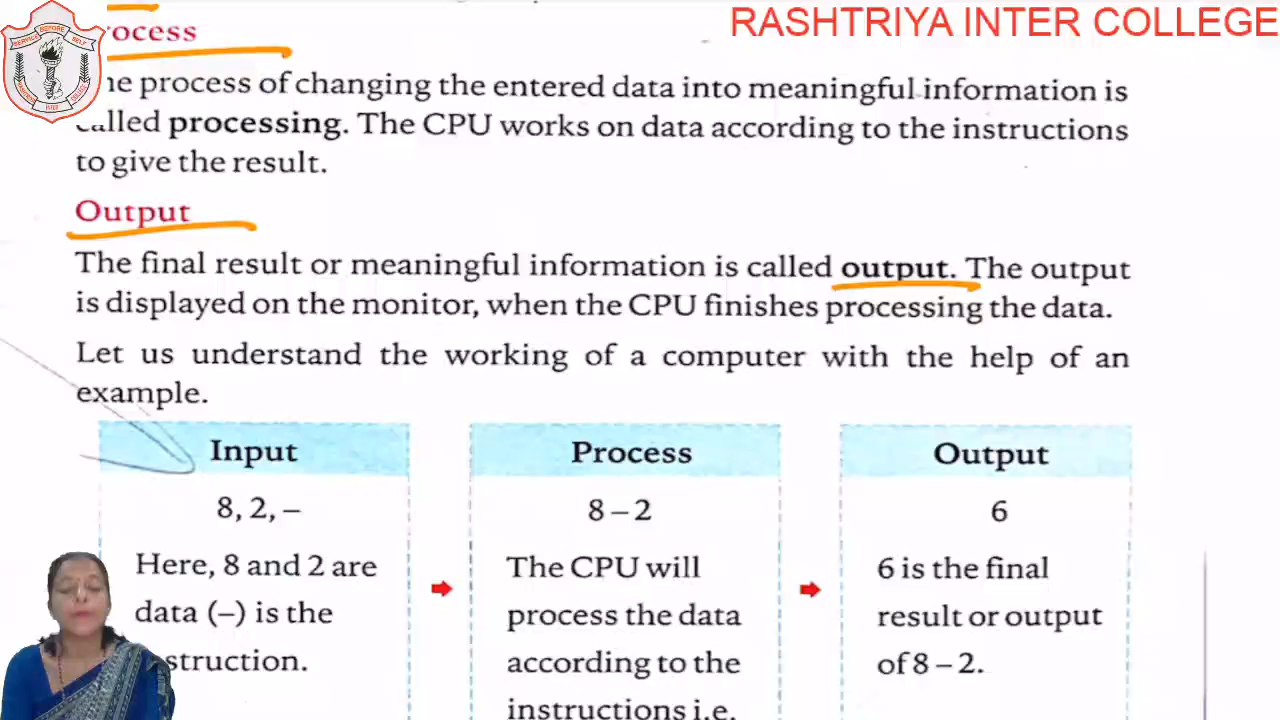 RASHTRIYA INTER COLLEGE
SERVICE BEFORE SELF
rocess
he process of changing the entered data into meaningful information is
called processing. The CPU works on data according to the instructions
to give the result.
Output
The final result or meaningful information is called output. The output
is displayed on the monitor, when the CPU finishes processing the data.
Let us understand the working of a computer with the help of an
example.
Input
8, 2, –
Here, 8 and 2 are
data (–) is the
struction.
Process
8 – 2
The CPU will
process the data
according to the
instructions i.e.
Output
6
6 is the final
result or output
of 8 – 2.